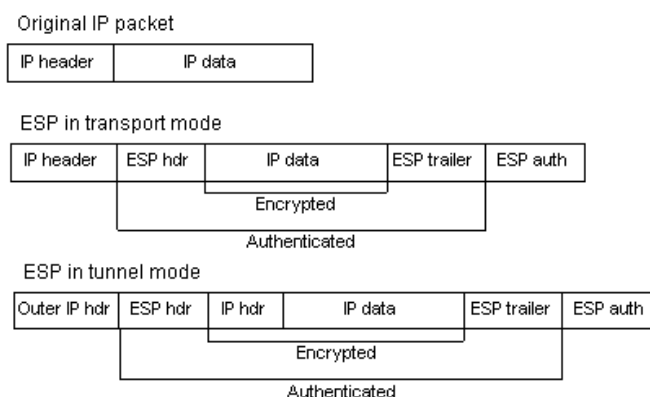 Original IP packet
IP header IP data
ESP in transport mode
IP header ESP hdr IP data ESP trailer ESP auth
Encrypted
Authenticated
ESP in tunnel mode
Outer IP hdr ESP hdr IP hdr IP data ESP trailer ESP auth
Encrypted
Authenticated